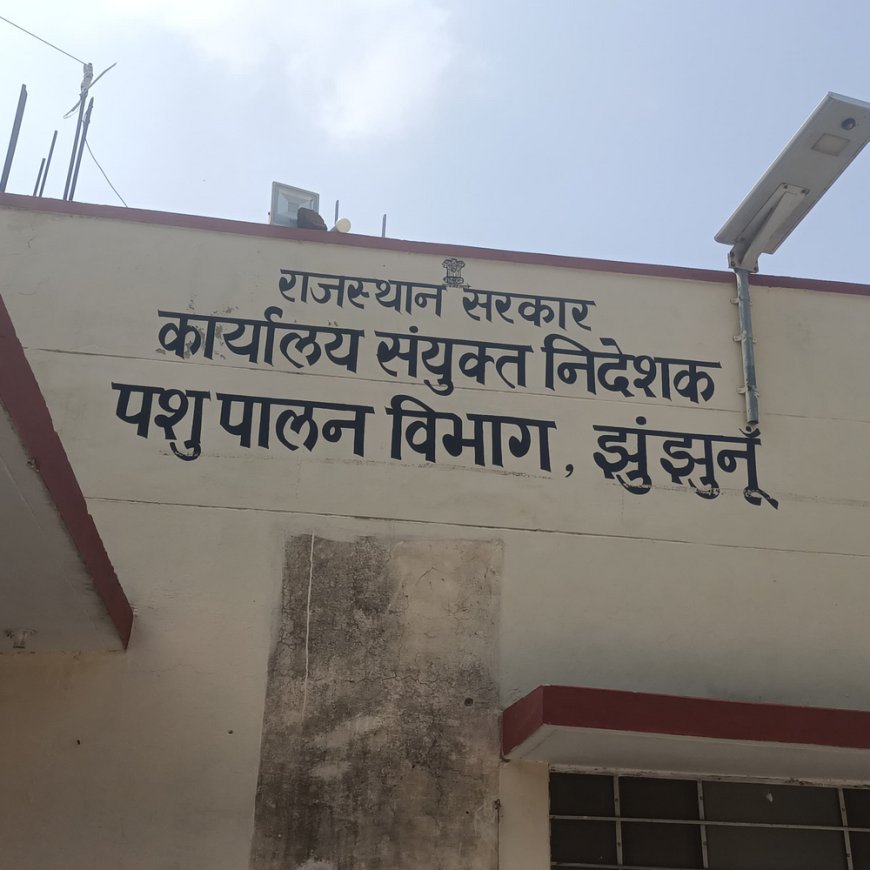 राजस्थान सरकार
कार्यालय संयुक्त निदेशक
पशु पालन विभाग, झुंझुनूँ